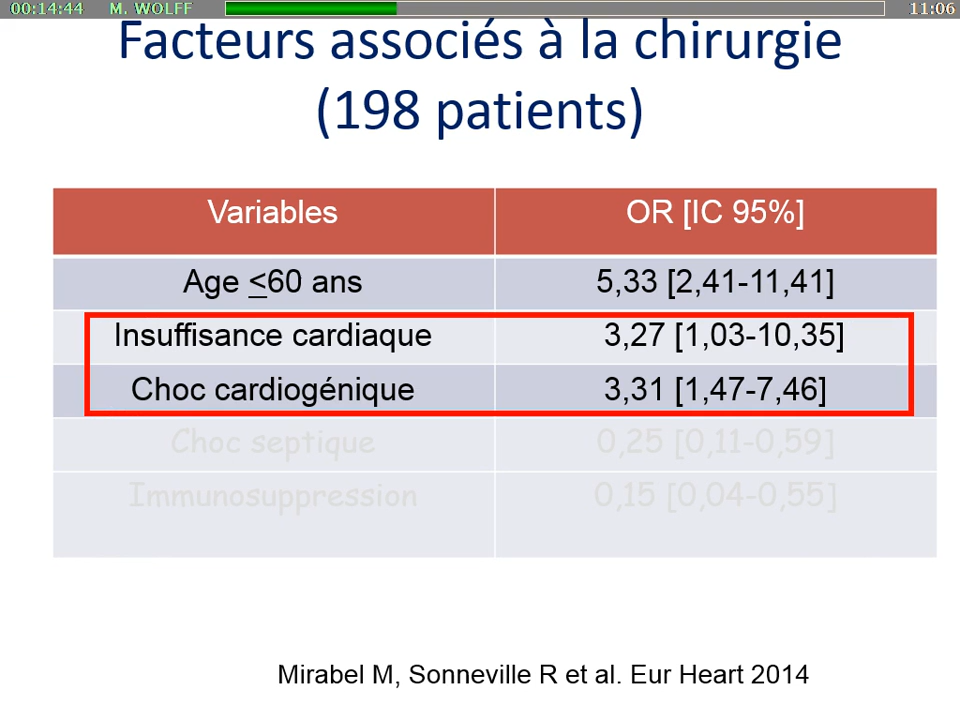 00:14:44 M. WOLFF 11:06
Facteurs associés à la chirurgie
(198 patients)
Variables OR [IC 95%]
Age <60 ans 5,33 [2,41-11,41]
Insuffisance cardiaque 3,27 [1,03-10,35]
Choc cardiogénique 3,31 [1,47-7,46]
Choc septique 0,25 [0,11-0,59]
Immunosuppression 0,15 [0,04-0,55]
Mirabel M, Sonneville R et al. Eur Heart 2014